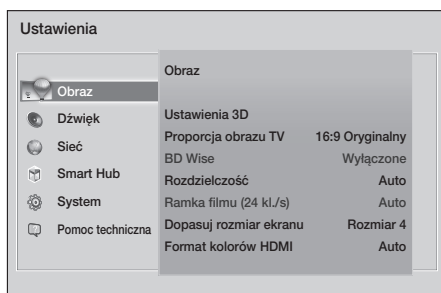 Ustawienia
Obraz
Dźwięk
Sieć
Smart Hub
System
Pomoc techniczna
Obraz
Ustawienia 3D
Proporcja obrazu TV 16:9 Oryginalny
BD Wise Wyłączone
Rozdzielczość Auto
Ramka filmu (24 kl./s) Auto
Dopasuj rozmiar ekranu Rozmiar 4
Format kolorów HDMI Auto